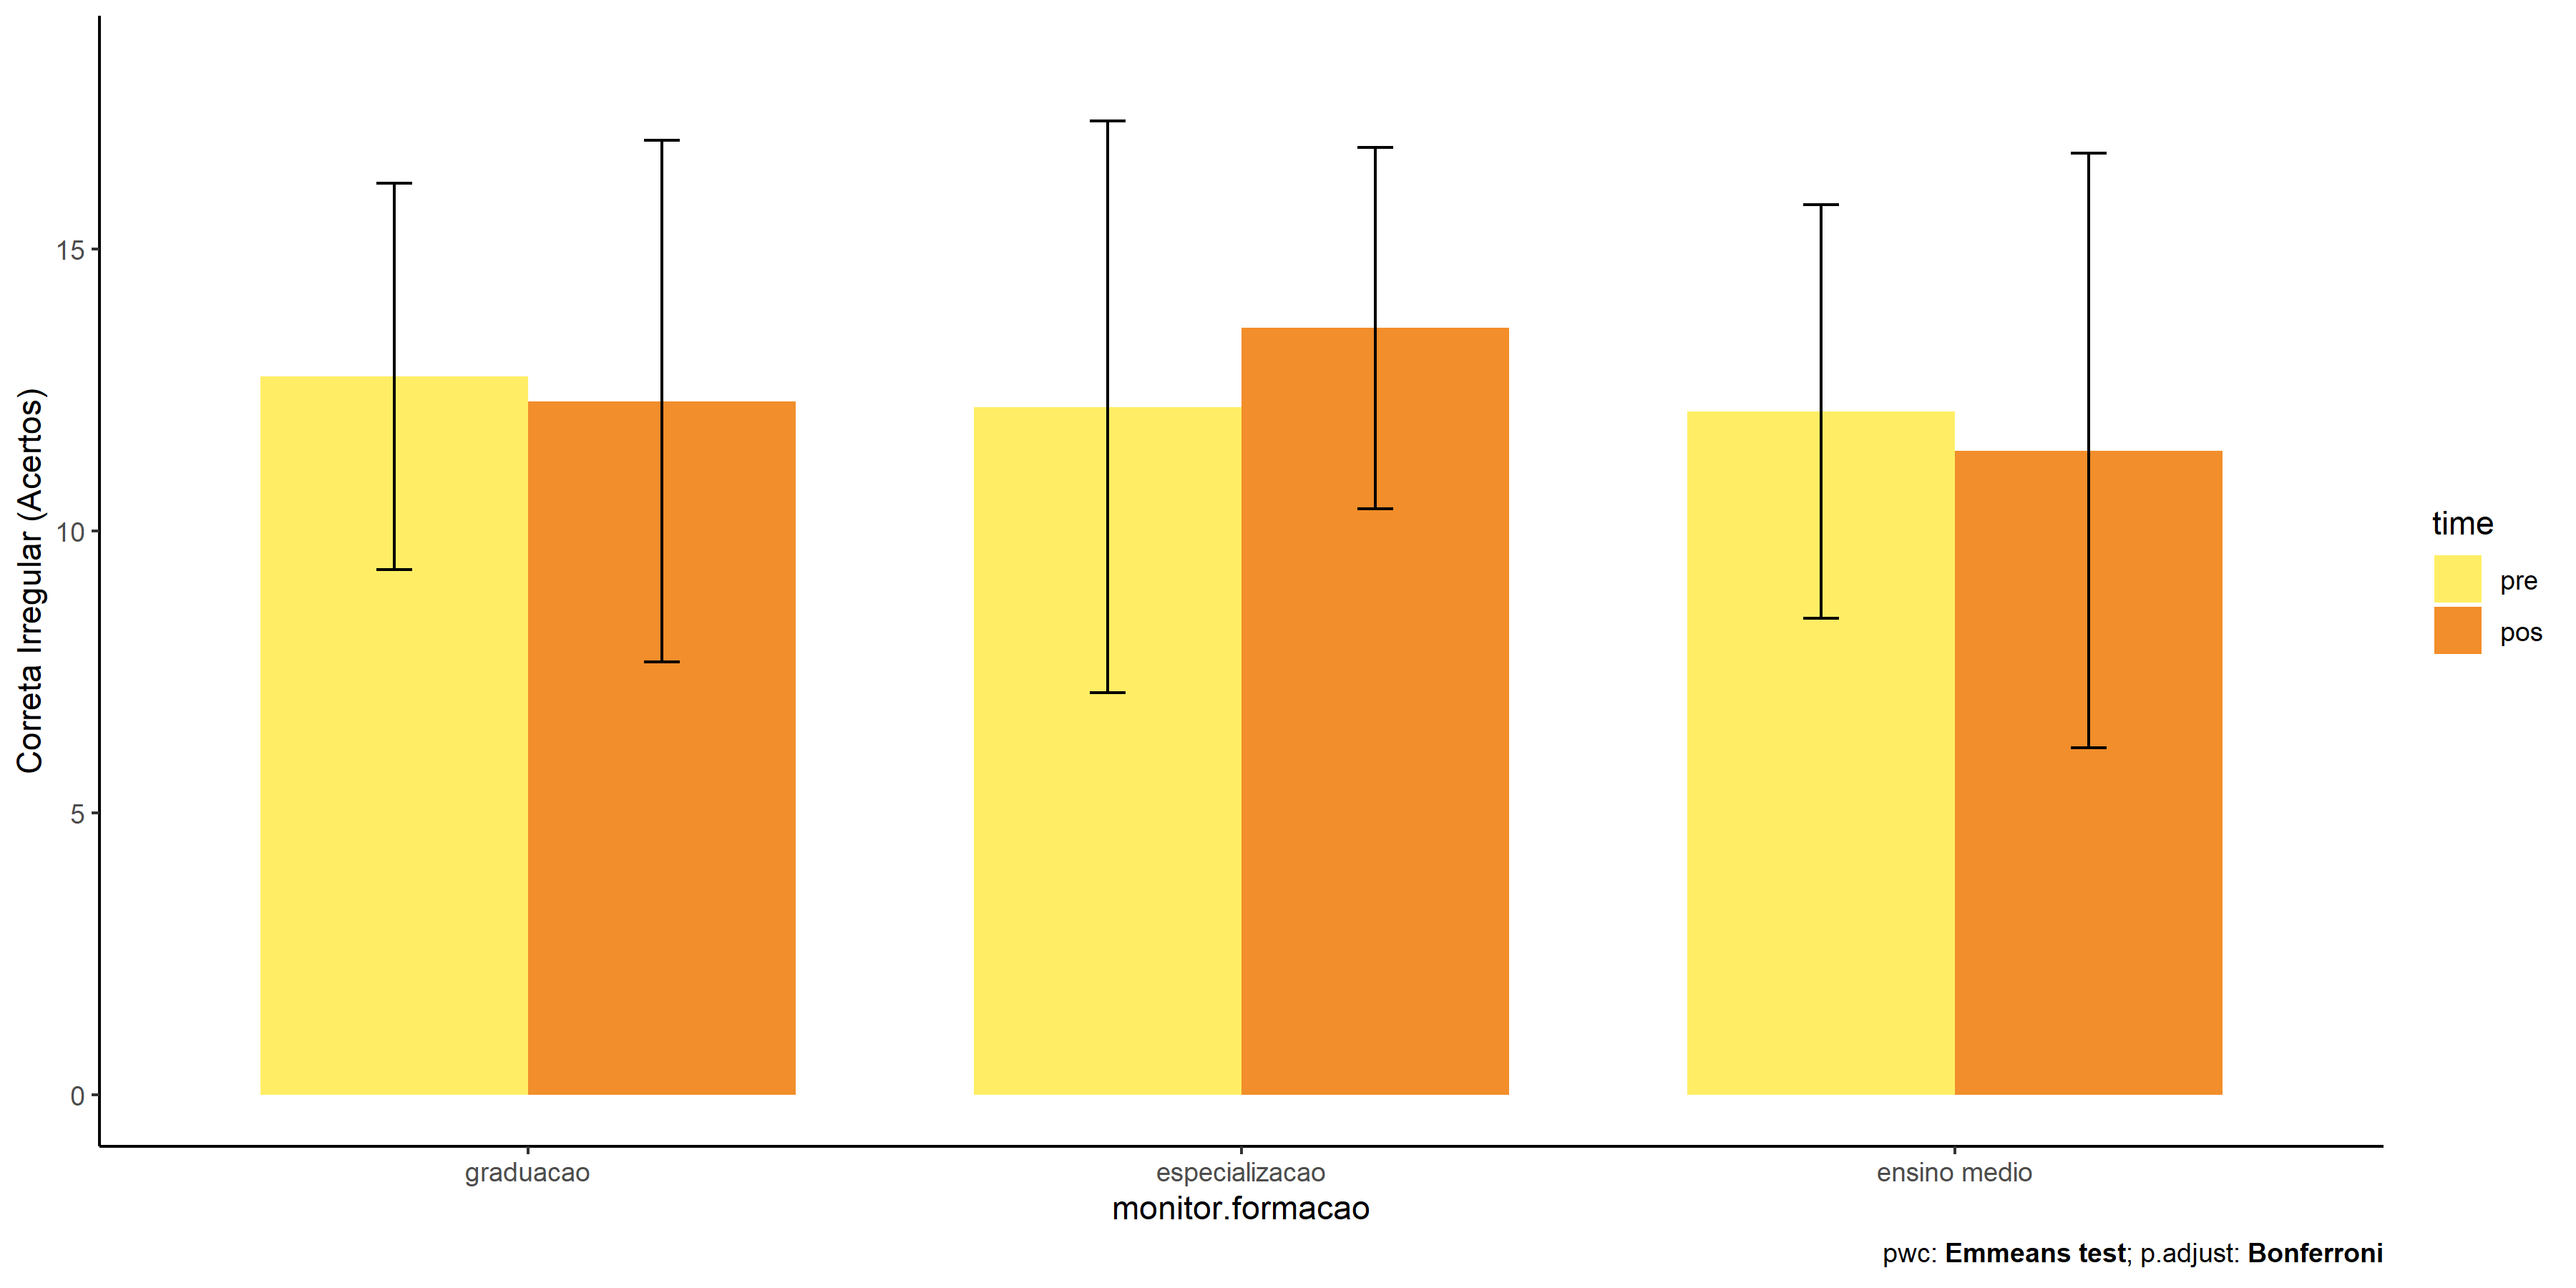 Correta Irregular (Acertos)
15
10
5
0
graduacao
especializacao
ensino medio
monitor.formacao
time
pre
pos
pwc: Emmeans test; p.adjust: Bonferroni